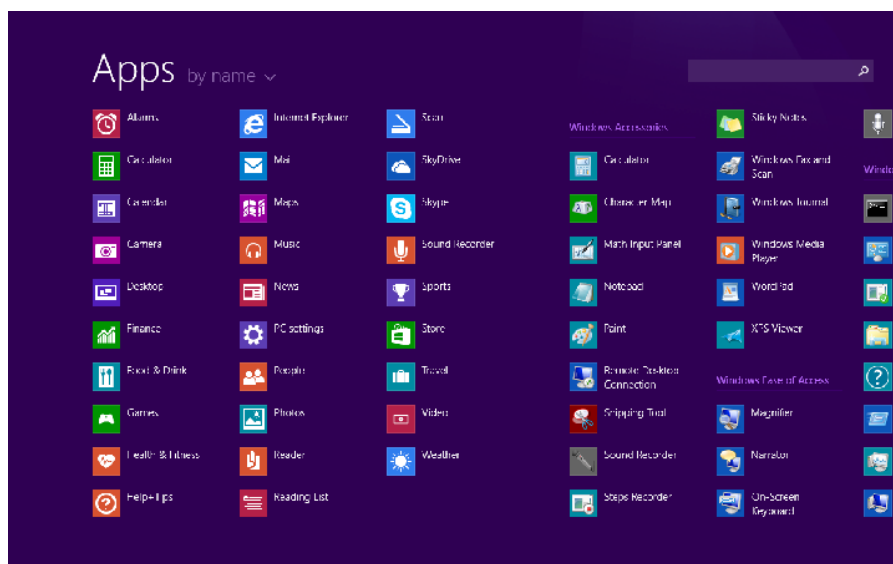 Apps by name
Alarms
Calculator
Calendar
Camera
Desktop
Finance
Food & Drink
Games
Health & Fitness
Help+Tips
Internet Explorer
Mail
Maps
Music
News
PC settings
People
Photos
Reader
Reading List
Scan
SkyDrive
Skype
Sound Recorder
Sports
Store
Travel
Video
Weather
Windows Accessories
Calculator
Character Map
Math Input Panel
Notepad
Paint
Remote Desktop
Connection
Snipping Tool
Sound Recorder
Steps Recorder
Sticky Notes
Windows Fax and
Scan
Windows Journal
Windows Media
Player
WordPad
XPS Viewer
Windows Ease of Access
Magnifier
Narrator
On-Screen
Keyboard
Windo